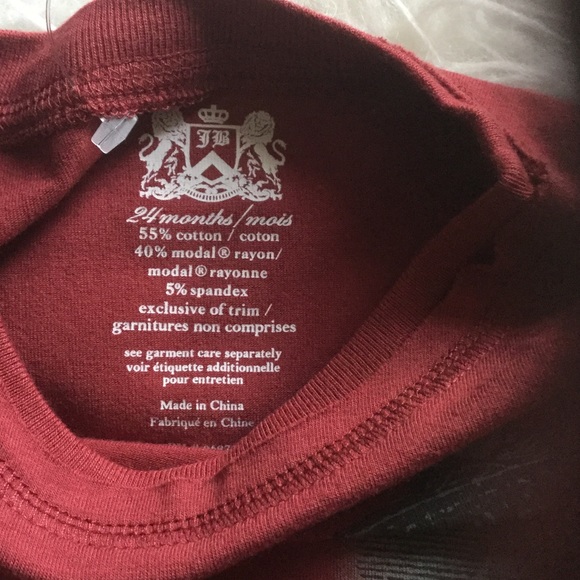 JB
24months/mois
55% cotton / coton
40% modal® rayon/
modal®rayonne
5% spandex
exclusive of trim /
garnitures non comprises
see garment care separately
voir étiquette additionnelle
pour entretien
Made in China
Fabriqué en Chine